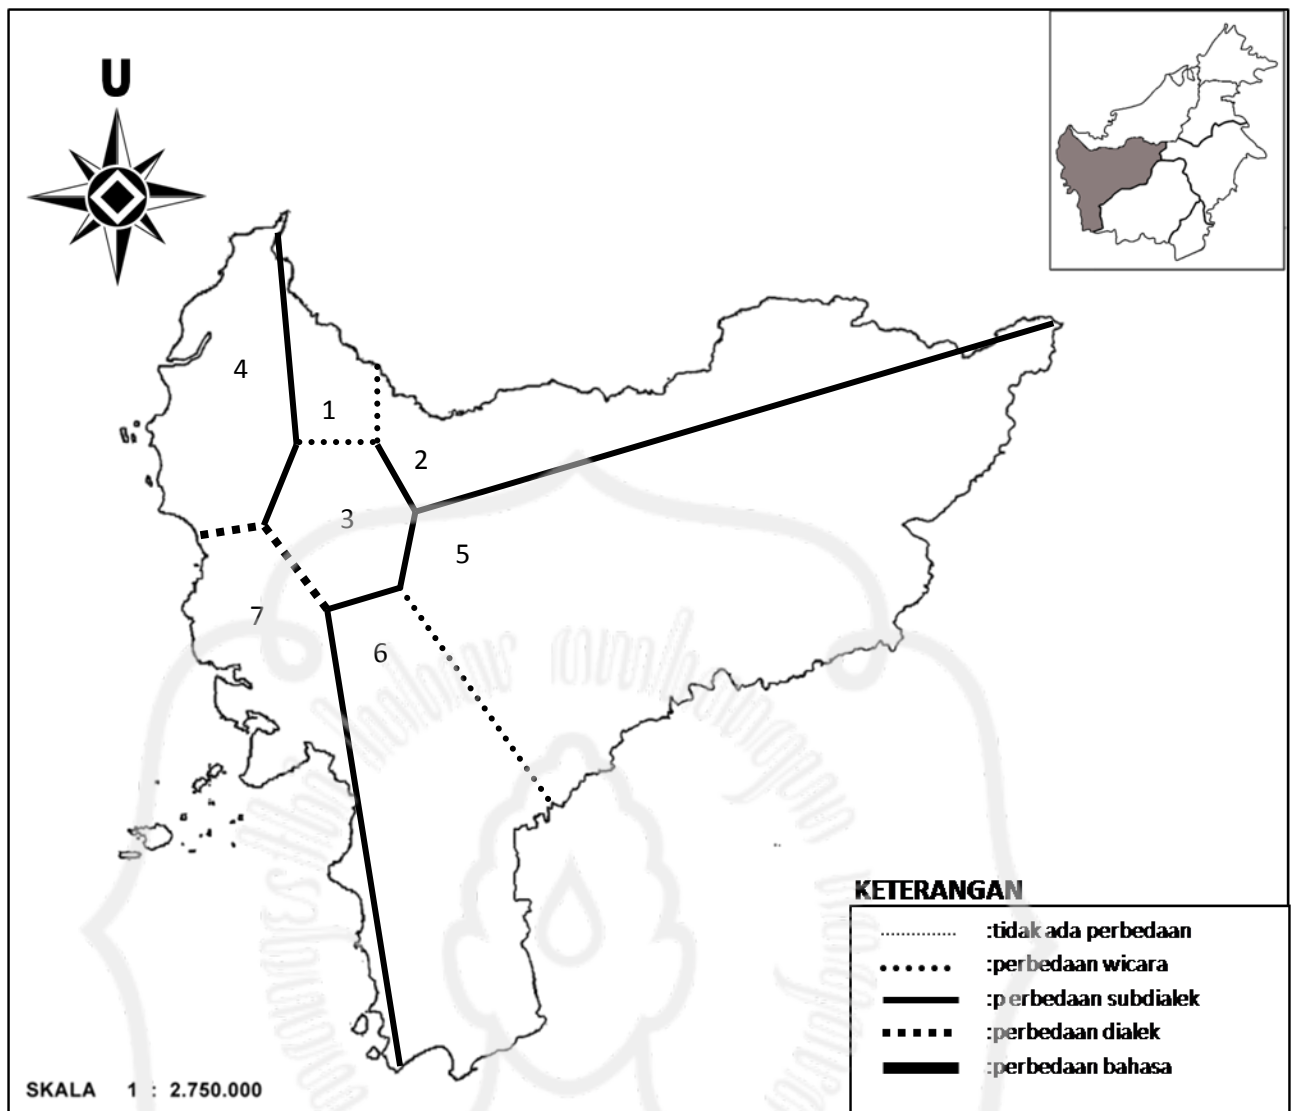 U
4
1
2
3
5
7
6
KETERANGAN
:tidak ada perbedaan
:perbedaan wicara
:perbedaan subdialek
:perbedaan dialek
:perbedaan bahasa
SKALA 1 : 2.750.000